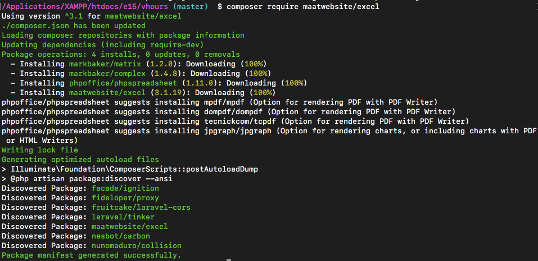 /Applications/XAMPP/htdocs/e15/vhours (master) $ composer require maatwebsite/excel
Using version ^3.1 for maatwebsite/excel
./composer.json has been updated
Loading composer repositories with package information
Updating dependencies (including require-dev)
Package operations: 4 installs, 0 updates, 0 removals
- Installing markbaker/matrix (1.2.0): Downloading (100%)
- Installing markbaker/complex (1.4.8): Downloading (100%)
- Installing phpoffice/phpspreadsheet (1.11.0): Downloading (100%)
- Installing maatwebsite/excel (3.1.19): Downloading (100%)
phpoffice/phpspreadsheet suggests installing mpdf/mpdf (Option for rendering PDF with PDF Writer)
phpoffice/phpspreadsheet suggests installing dompdf/dompdf (Option for rendering PDF with PDF Writer)
phpoffice/phpspreadsheet suggests installing tecnickcom/tcpdf (Option for rendering PDF with PDF Writer)
phpoffice/phpspreadsheet suggests installing jpgraph/jpgraph (Option for rendering charts, or including charts with PDF
or HTML Writers)
Writing lock file
Generating optimized autoload files
> Illuminate\Foundation\ComposerScripts::postAutoloadDump
> @php artisan package:discover --ansi
Discovered Package: facade/ignition
Discovered Package: fideloper/proxy
Discovered Package: fruitcake/laravel-cors
Discovered Package: laravel/tinker
Discovered Package: maatwebsite/excel
Discovered Package: nesbot/carbon
Discovered Package: nunomaduro/collision
Package manifest generated successfully.